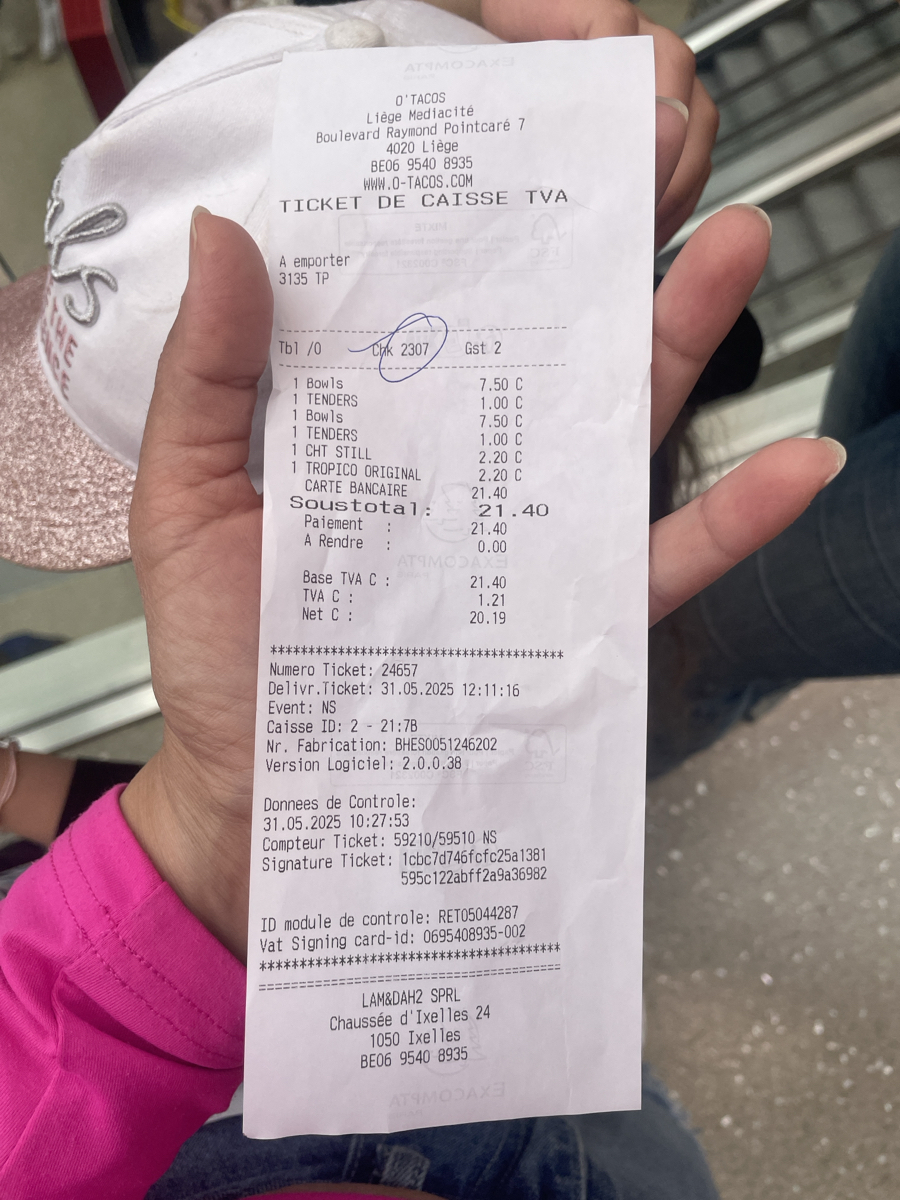 O'TACOS
Liège Mediacité
Boulevard Raymond Pointcaré 7
4020 Liège
BE06 9540 8935
WWW.O-TACOS.COM
TICKET DE CAISSE TVA
A emporter
3135 TP
Tbl /0 Chk 2307 Gst 2
1 Bowls 7.50 C
1 TENDERS 1.00 C
1 Bowls 7.50 C
1 TENDERS 1.00 C
1 CHT STILL 2.20 C
1 TROPICO ORIGINAL 2.20 C
CARTE BANCAIRE 21.40
Soustotal: 21.40
Paiement : 21.40
A Rendre : 0.00
Base TVA C : 21.40
TVA C : 1.21
Net C : 20.19
***************************************
Numero Ticket: 24657
Delivr.Ticket: 31.05.2025 12:11:16
Event: NS
Caisse ID: 2 - 21:7B
Nr. Fabrication: BHES0051246202
Version Logiciel: 2.0.0.38
Donnees de Controle:
31.05.2025 10:27:53
Compteur Ticket: 59210/59510 NS
Signature Ticket: 1cbc7d746fcfc25a1381
595c122abff2a9a36982
ID module de controle: RET05044287
Vat Signing card-id: 0695408935-002
***************************************
=======================================
LAM&DAH2 SPRL
Chaussée d'Ixelles 24
1050 Ixelles
BE06 9540 8935
EXACOMPTA